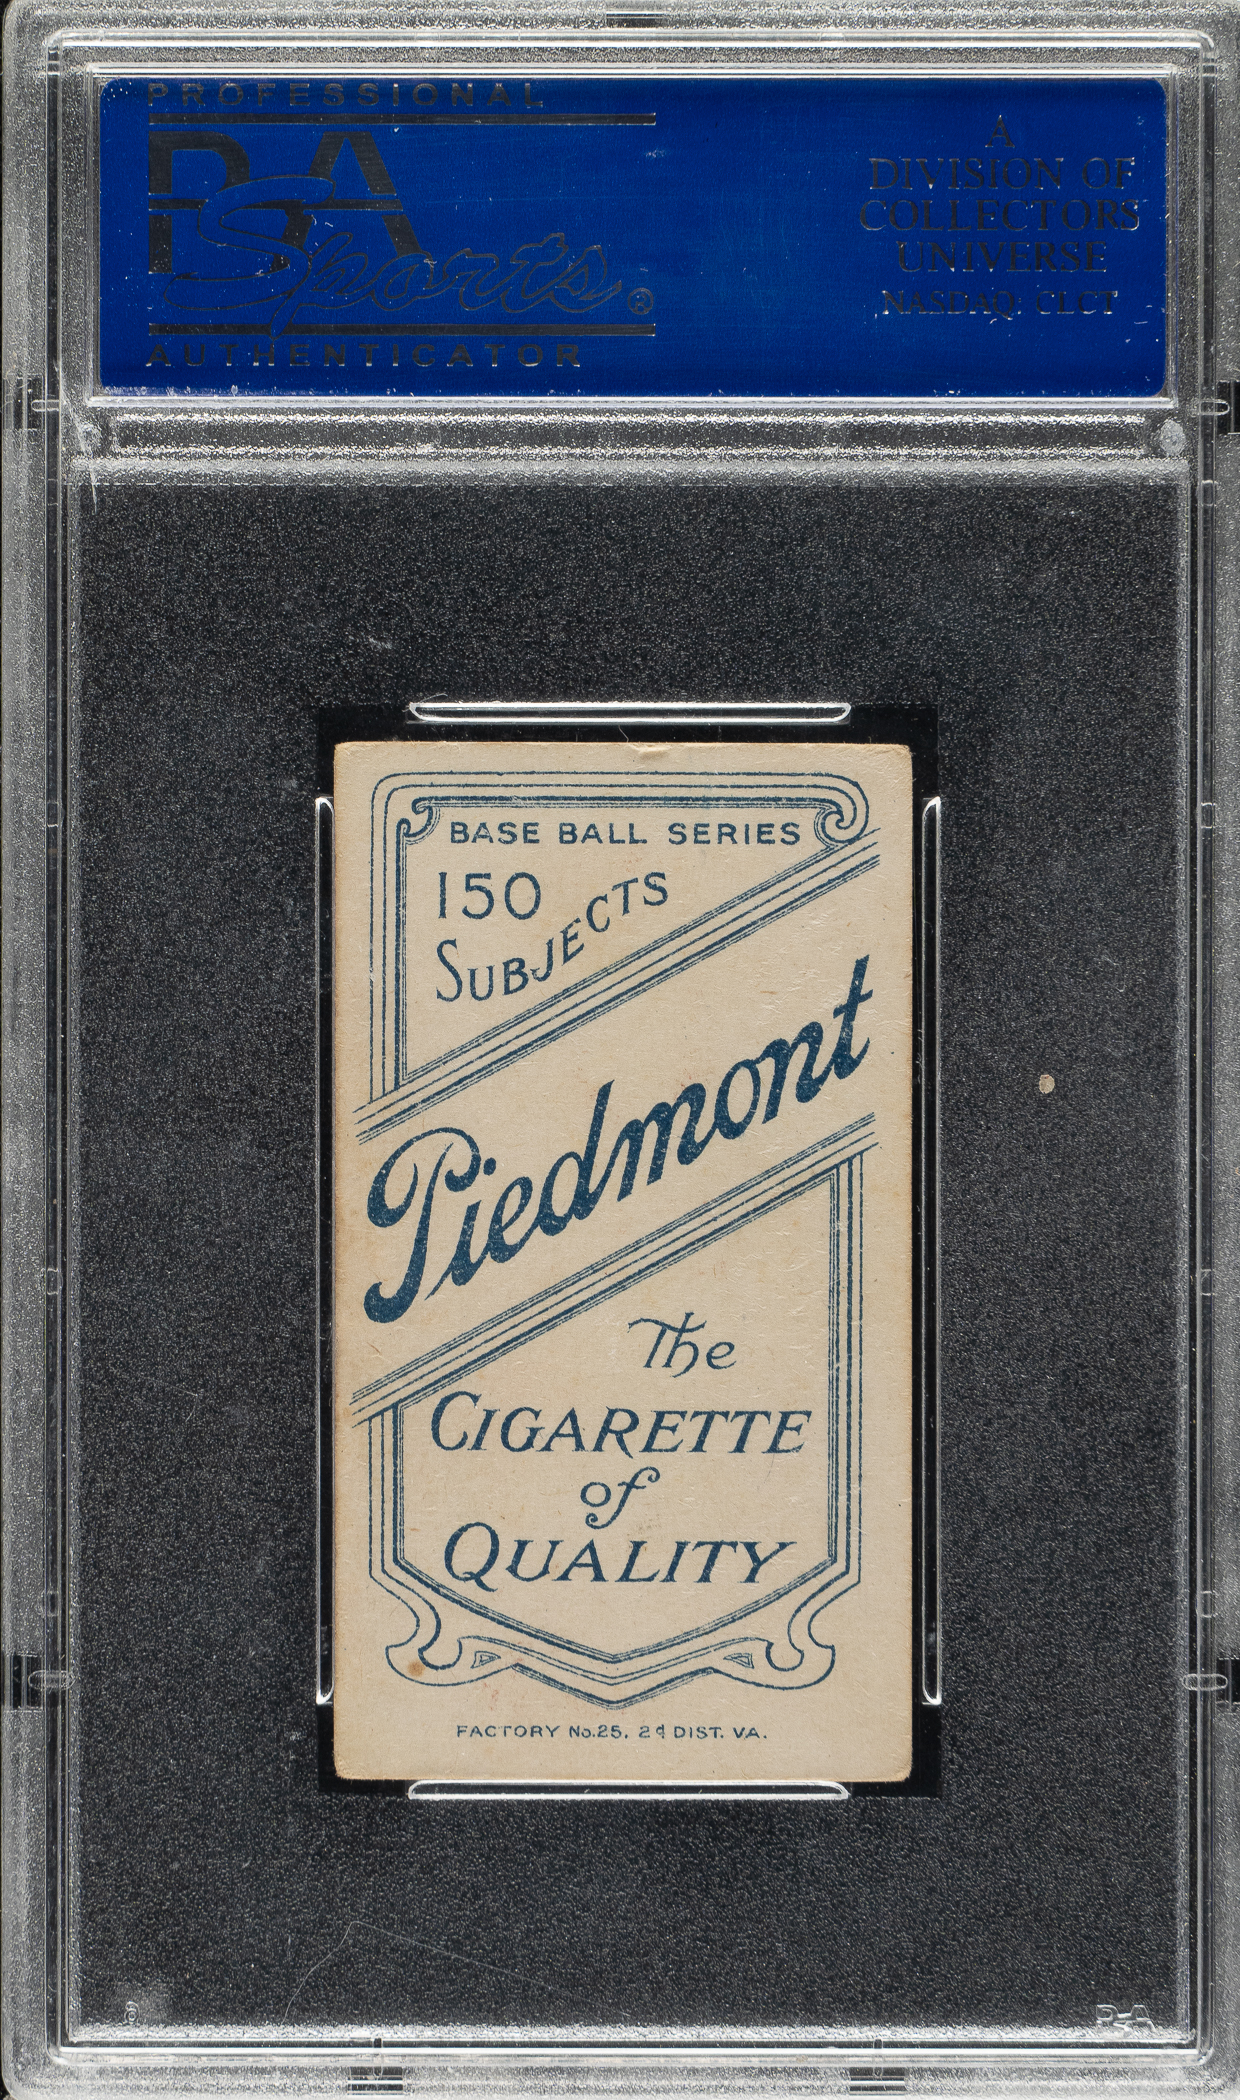 PROFESSIONAL
PSA
Sports®
AUTHENTICATOR
A
DIVISION OF
COLLECTORS
UNIVERSE
NASDAQ: CLCT
BASE BALL SERIES
150
SUBJECTS
Piedmont
The
CIGARETTE
of
QUALITY
FACTORY No. 25, 2d DIST. VA.
PSA